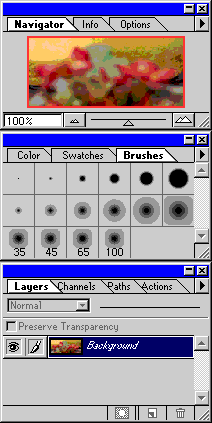 Navigator Info Options
100%
Color Swatches Brushes
35 45 65 100
Layers Channels Paths Actions
Normal
Preserve Transparency
Background